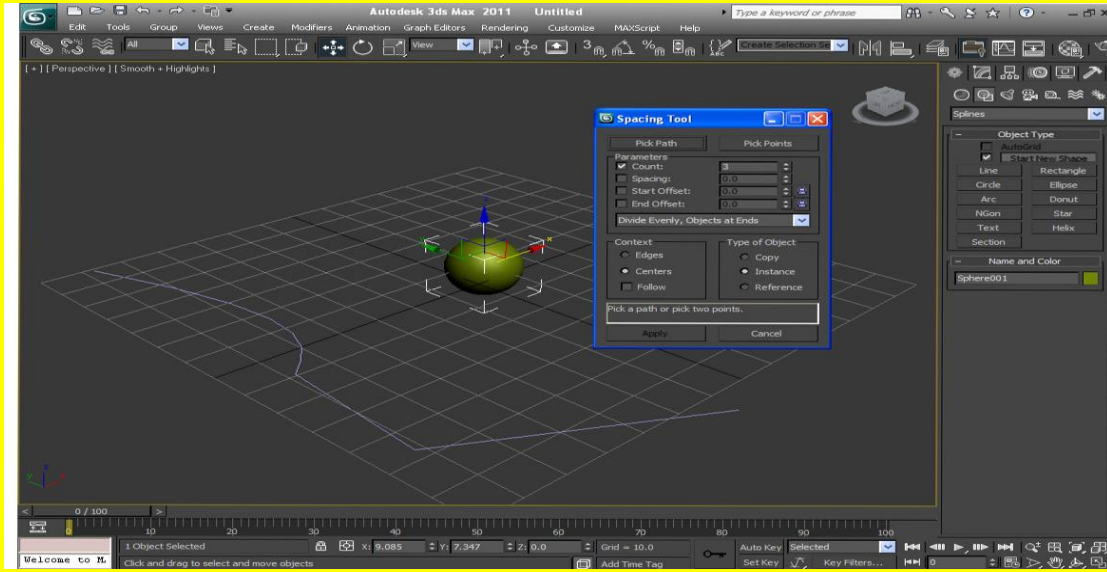 Autodesk 3ds Max 2011 Untitled
Type a keyword or phrase
Edit Tools Group Views Create Modifiers Animation Graph Editors Rendering Customize MAXScript Help
All
View
Create Selection Se
[ + ] [ Perspective ] [ Smooth + Highlights ]
Spacing Tool
Pick Path Pick Points
Parameters
Count: 3
Spacing: 0.0
Start Offset: 0.0
End Offset: 0.0
Divide Evenly, Objects at Ends
Context
Edges
Centers
Follow
Type of Object
Copy
Instance
Reference
Pick a path or pick two points.
Apply Cancel
Splines
Object Type
AutoGrid
Start New Shape
Line Rectangle
Circle Ellipse
Arc Donut
NGon Star
Text Helix
Section
Name and Color
Sphere001
x
z
y
0 / 100
0 10 20 30 40 50 60 70 80 90 100
1 Object Selected
X: 9.085 Y: 7.347 Z: 0.0
Grid = 10.0
Auto Key Selected
Welcome to M.
Click and drag to select and move objects
Add Time Tag
Set Key Key Filters...
0